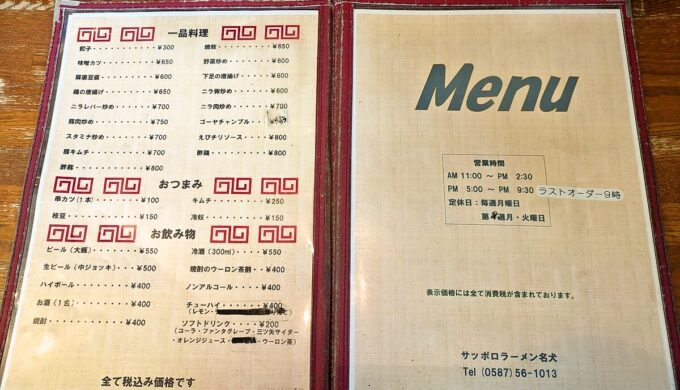 一品料理
餃子・・・・・・・・・¥300
焼豚・・・・・・・・・¥650
味噌カツ・・・・・・・¥650
野菜炒め・・・・・・・¥600
麻婆豆腐・・・・・・・¥600
下足の唐揚げ・・・・・¥600
鶏の唐揚げ・・・・・・¥650
ニラ卵炒め・・・・・・¥600
ニラレバー炒め・・・・¥700
ニラ肉炒め・・・・・・¥700
豚肉炒め・・・・・・・¥750
ゴーヤチャンプル・・・
スタミナ炒め・・・・・¥700
えびチリソース・・・・¥800
豚キムチ・・・・・・・¥700
酢鶏・・・・・・・・・¥800
酢豚・・・・・・・・・¥800
おつまみ
串カツ(1本)・・・・・¥100
キムチ・・・・・・・・¥250
枝豆・・・・・・・・・¥150
冷奴・・・・・・・・・¥150
お飲み物
ビール(大瓶)・・・・・¥550
冷酒(300ml)・・・・・¥550
生ビール(中ジョッキ)・・¥500
焼酎のウーロン茶割・・¥400
ハイボール・・・・・・¥400
ノンアルコール・・・・¥400
お酒(1合)・・・・・・¥400
チューハイ・・・・・・¥400
(レモン・
焼酎・・・・・・・・・¥400
ソフトドリンク・・・・¥200
(コーラ・ファンタグレープ・三ツ矢サイダー
・オレンジジュース・ ・ウーロン茶)
全て税込み価格です
Menu
営業時間
AM 11:00 ～ PM 2:30
PM 5:00 ～ PM 9:30 ラストオーダー9時
定休日:毎週月曜日
第 週月・火曜日
表示価格には全て消費税が含まれております。
サッポロラーメン名犬
Tel (0587) 56-1013